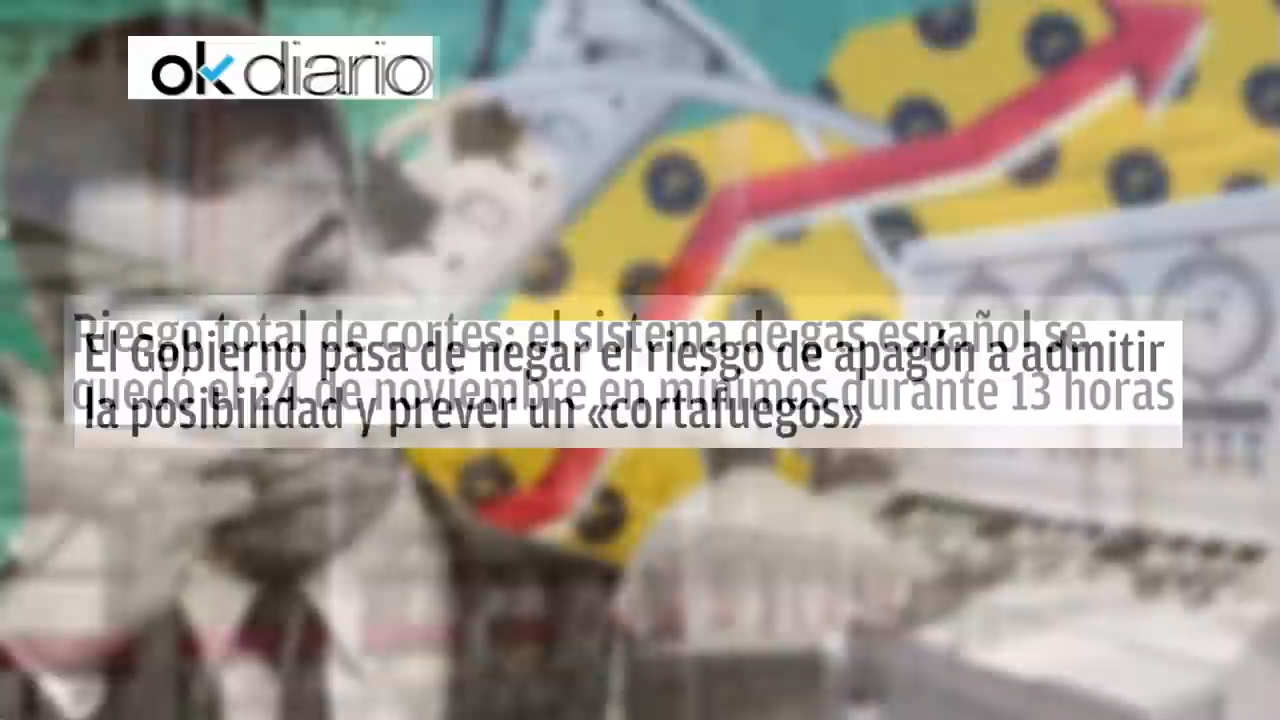 okdiario
Riesgo total de cortes: el sistema de gas español se
quedó el 24 de noviembre en mínimos durante 13 horas
El Gobierno pasa de negar el riesgo de apagón a admitir
la posibilidad y prever un «cortafuegos»